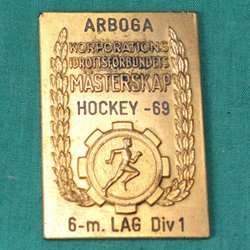 ARBOGA
KORPORATIONS
IDROTTSFÖRBUNDETS
MÄSTERSKAP
HOCKEY -69
6-m. LAG Div 1